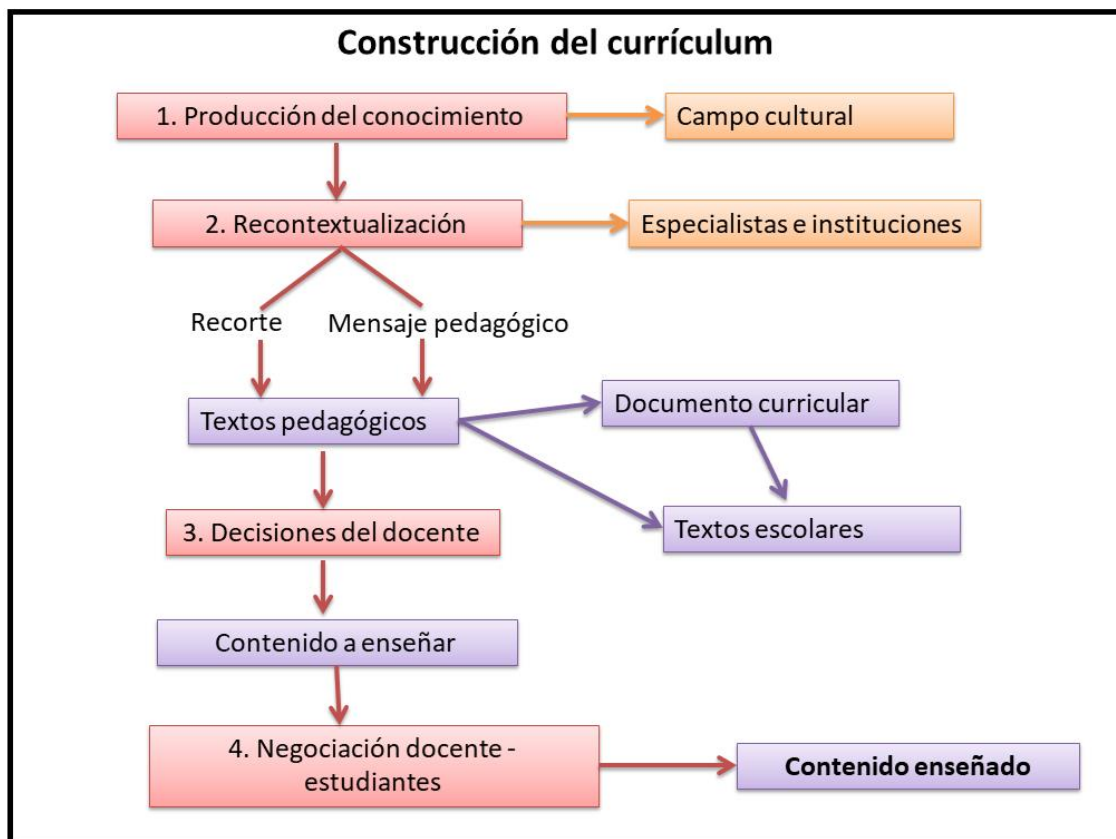 Construcción del currículum
1. Producción del conocimiento
Campo cultural
2. Recontextualización
Especialistas e instituciones
Recorte
Mensaje pedagógico
Textos pedagógicos
Documento curricular
Textos escolares
3. Decisiones del docente
Contenido a enseñar
4. Negociación docente -
estudiantes
Contenido enseñado